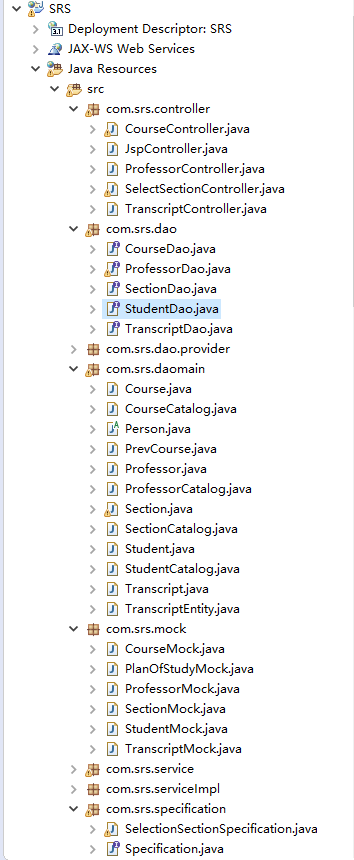 SRS
Deployment Descriptor: SRS
JAX-WS Web Services
Java Resources
src
com.srs.controller
CourseController.java
JspController.java
ProfessorController.java
SelectSectionController.java
TranscriptController.java
com.srs.dao
CourseDao.java
ProfessorDao.java
SectionDao.java
StudentDao.java
TranscriptDao.java
com.srs.dao.provider
com.srs.daomain
Course.java
CourseCatalog.java
Person.java
PrevCourse.java
Professor.java
ProfessorCatalog.java
Section.java
SectionCatalog.java
Student.java
StudentCatalog.java
Transcript.java
TranscriptEntity.java
com.srs.mock
CourseMock.java
PlanOfStudyMock.java
ProfessorMock.java
SectionMock.java
StudentMock.java
TranscriptMock.java
com.srs.service
com.srs.serviceImpl
com.srs.specification
SelectionSectionSpecification.java
Specification.java